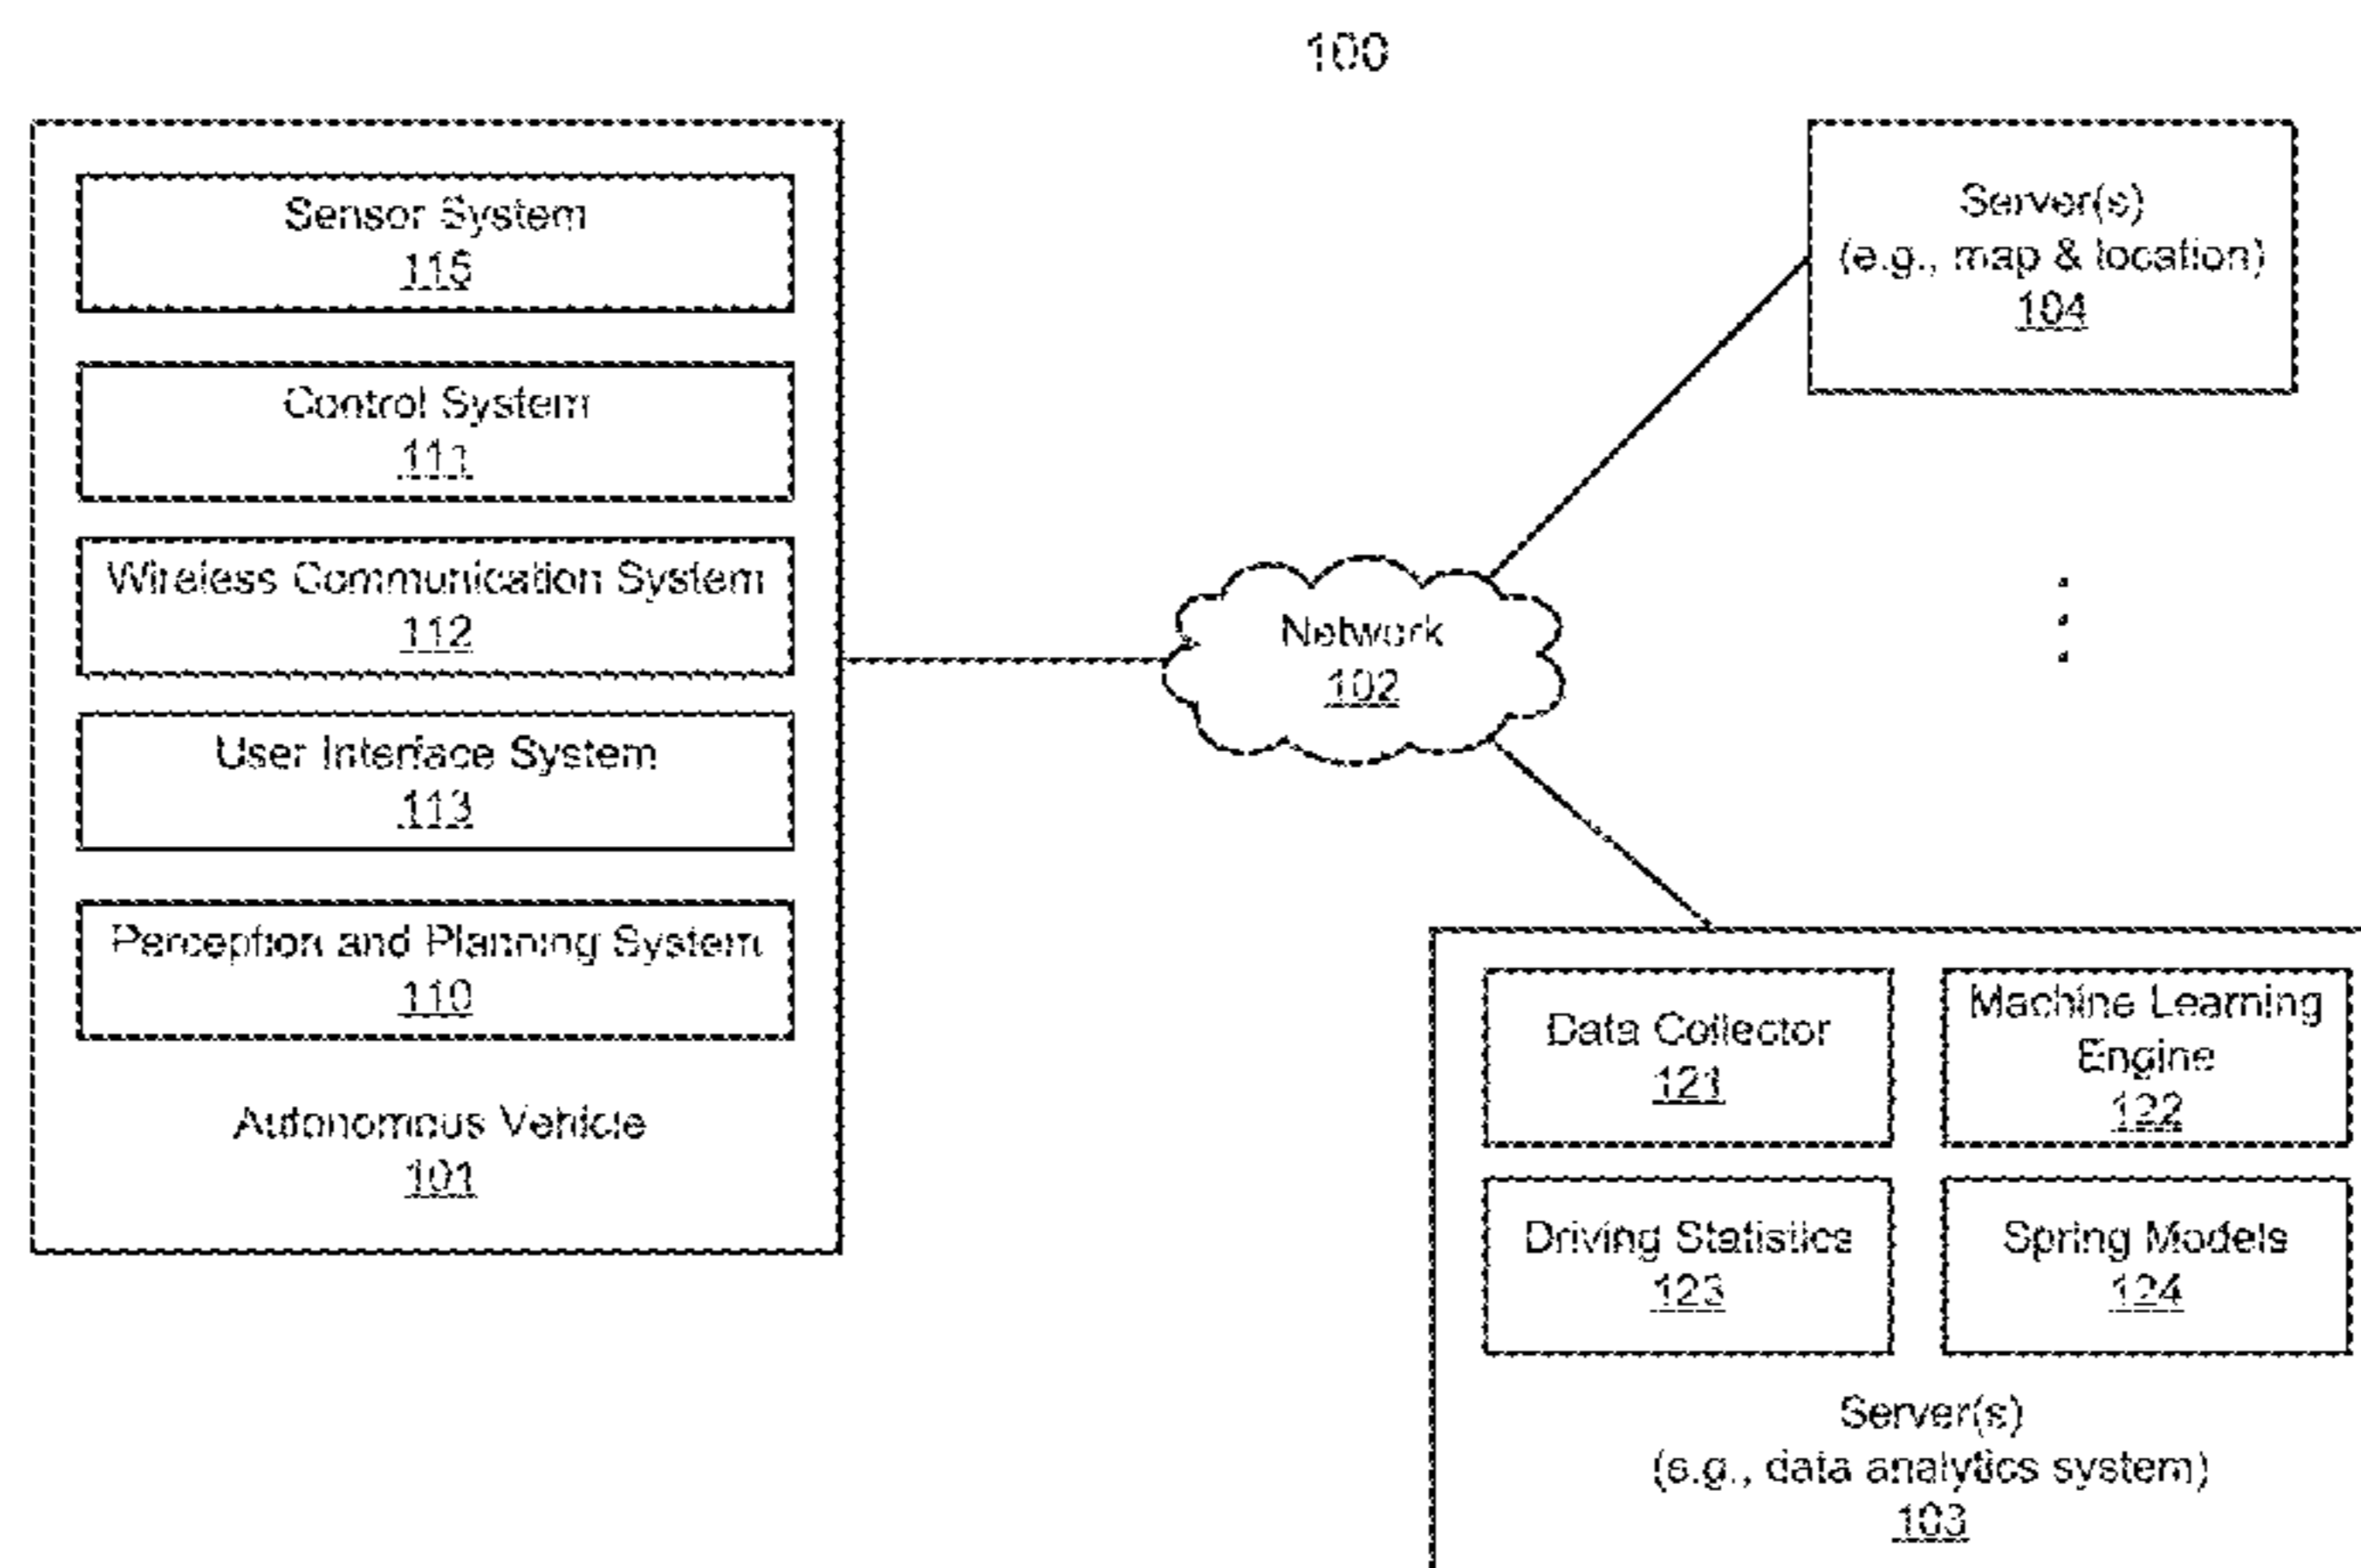 100
Sensor System
115
Control System
111
Wireless Communication System
112
User Interface System
113
Perception and Planning System
110
Autonomous Vehicle
101
Network
102
Server(s)
(e.g., map & location)
104
Data Collector
121
Machine Learning
Engine
122
Driving Statistics
123
Spring Models
124
Server(s)
(e.g., data analytics system)
103